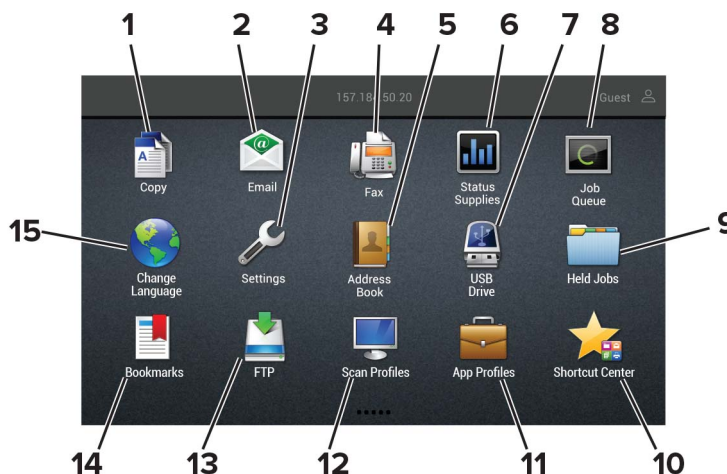 1 2 3 4 5 6 7 8
157.184.50.20 Guest
A @
Copy Email Fax Status Supplies Job Queue
15 9
Change Language Settings Address Book USB Drive Held Jobs
Bookmarks FTP Scan Profiles App Profiles Shortcut Center
14 13 12 11 10